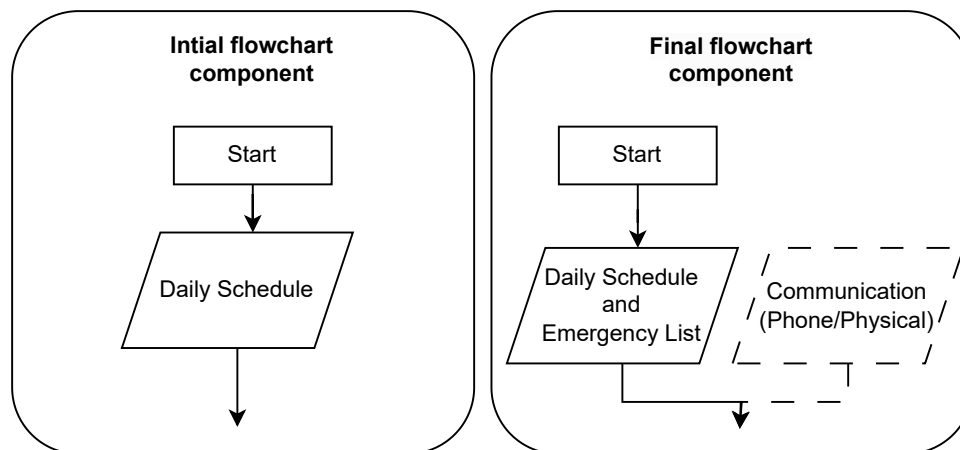 Intial flowchart
component
Start
Daily Schedule
Final flowchart
component
Start
Daily Schedule
and
Emergency List
Communication
(Phone/Physical)